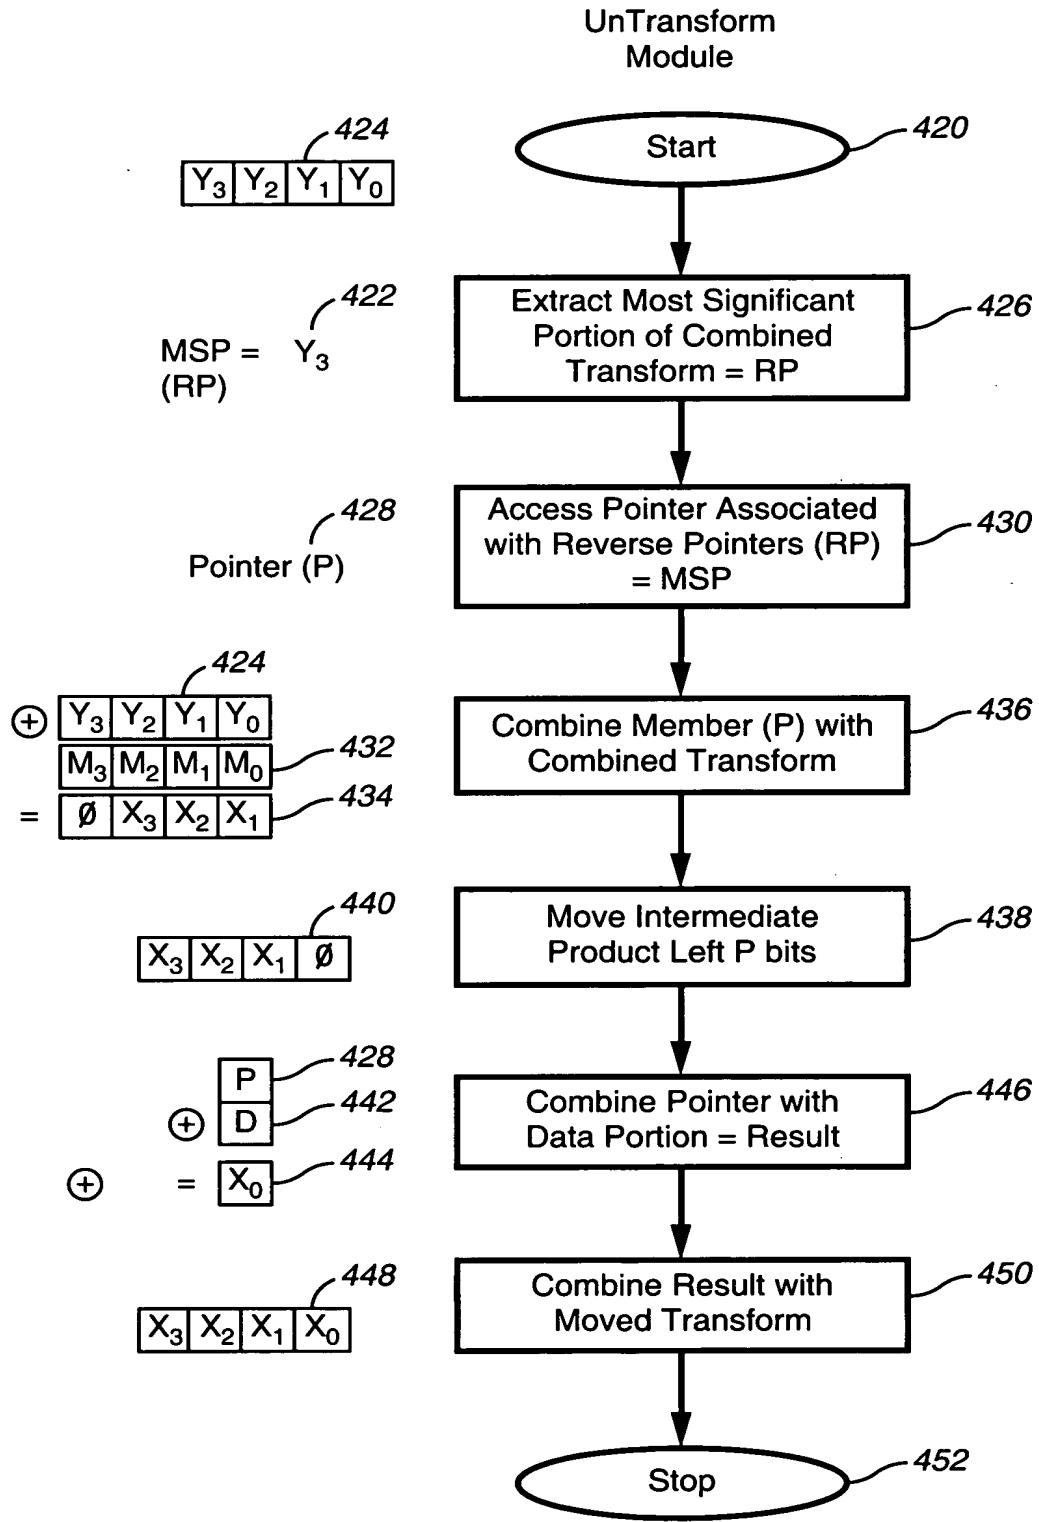 UnTransform
Module
424
Y3 Y2 Y1 Y0
Start
420
422
MSP = Y3
(RP)
Extract Most Significant
Portion of Combined
Transform = RP
426
428
Pointer (P)
Access Pointer Associated
with Reverse Pointers (RP)
= MSP
430
424
⊕ Y3 Y2 Y1 Y0
M3 M2 M1 M0 432
= Ø X3 X2 X1 434
Combine Member (P) with
Combined Transform
436
440
X3 X2 X1 Ø
Move Intermediate
Product Left P bits
438
P 428
⊕ D 442
⊕ = X0 444
Combine Pointer with
Data Portion = Result
446
448
X3 X2 X1 X0
Combine Result with
Moved Transform
450
Stop
452